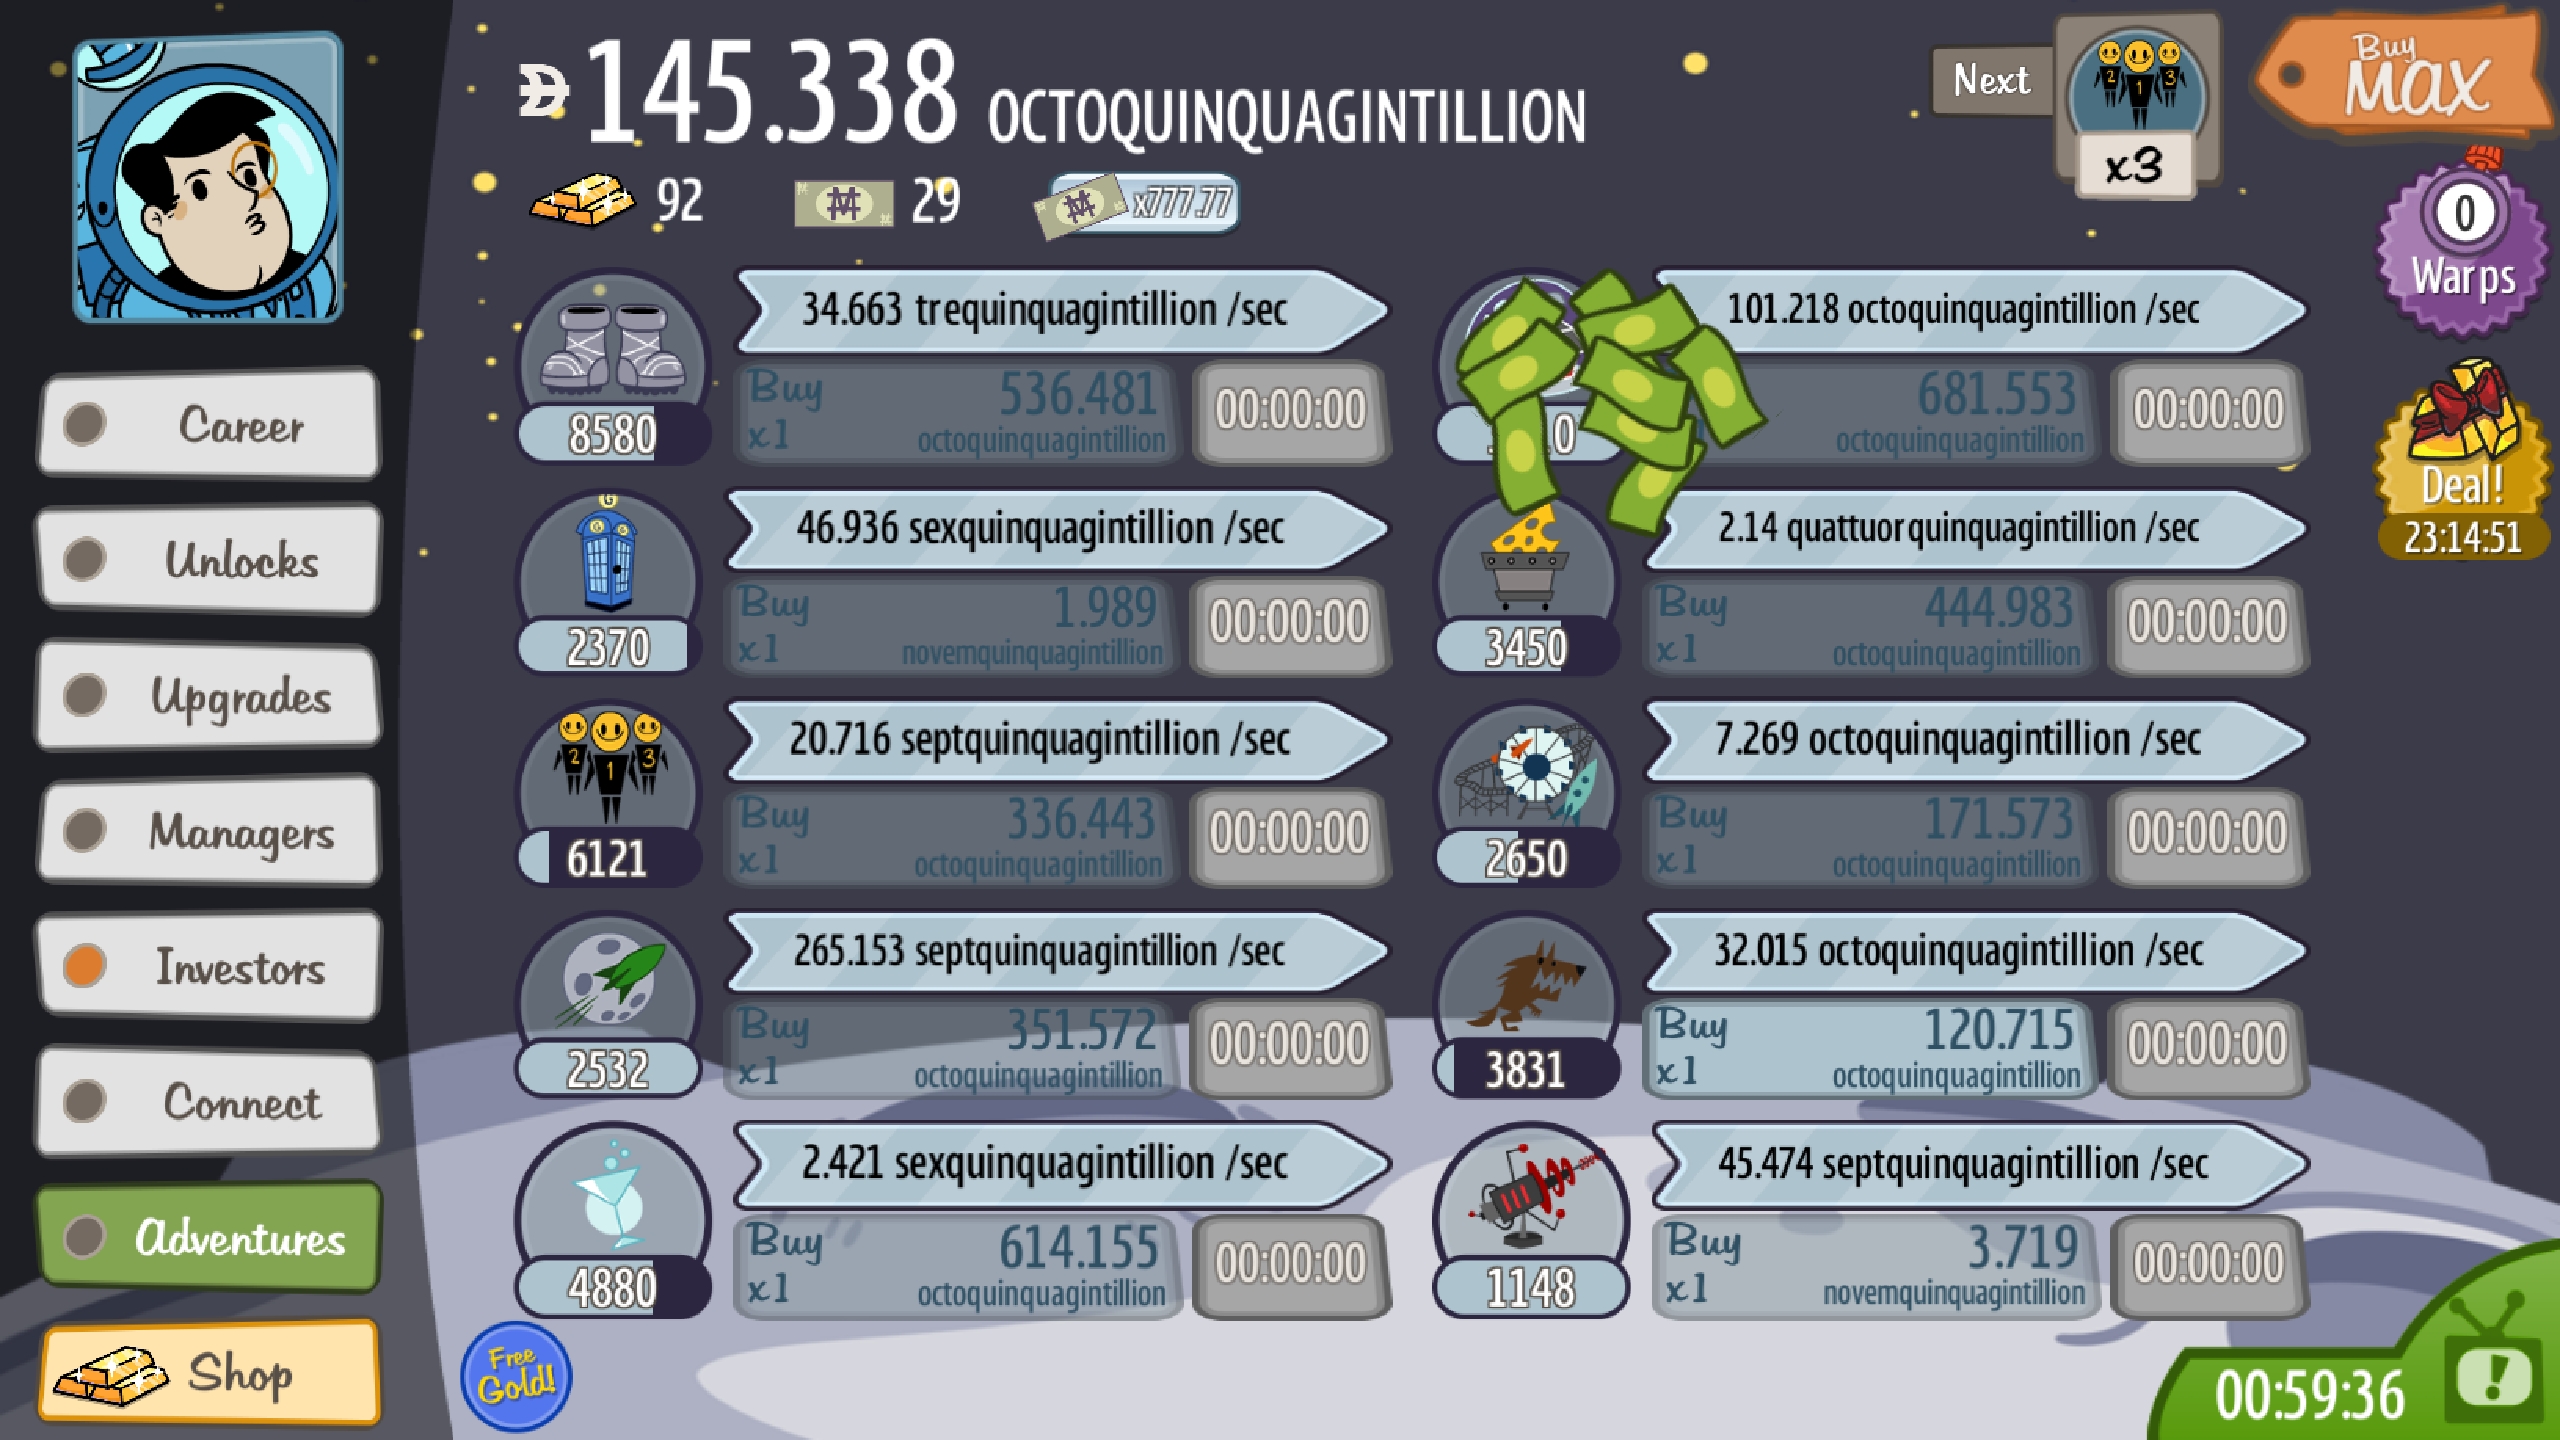 145.338 OCTOQUINQUAGINTILLION
Next
x3
Buy
MAX
92
29
x777.77
0
Warps
Deal!
23:14:51
Career
Unlocks
Upgrades
Managers
Investors
Connect
Adventures
Shop
34.663 trequinquagintillion /sec
8580
Buy
x1
536.481
octoquinquagintillion
00:00:00
46.936 sexquinquagintillion /sec
2370
Buy
x1
1.989
novemquinquagintillion
00:00:00
2
1
3
20.716 septquinquagintillion /sec
6121
Buy
x1
336.443
octoquinquagintillion
00:00:00
265.153 septquinquagintillion /sec
2532
Buy
x1
351.572
octoquinquagintillion
00:00:00
2.421 sexquinquagintillion /sec
4880
Buy
x1
614.155
octoquinquagintillion
00:00:00
101.218 octoquinquagintillion /sec
681.553
octoquinquagintillion
00:00:00
2.14 quattuorquinquagintillion /sec
3450
Buy
x1
444.983
octoquinquagintillion
00:00:00
7.269 octoquinquagintillion /sec
2650
Buy
x1
171.573
octoquinquagintillion
00:00:00
32.015 octoquinquagintillion /sec
3831
Buy
x1
120.715
octoquinquagintillion
00:00:00
45.474 septquinquagintillion /sec
1148
Buy
x1
3.719
novemquinquagintillion
00:00:00
Free
Gold!
00:59:36